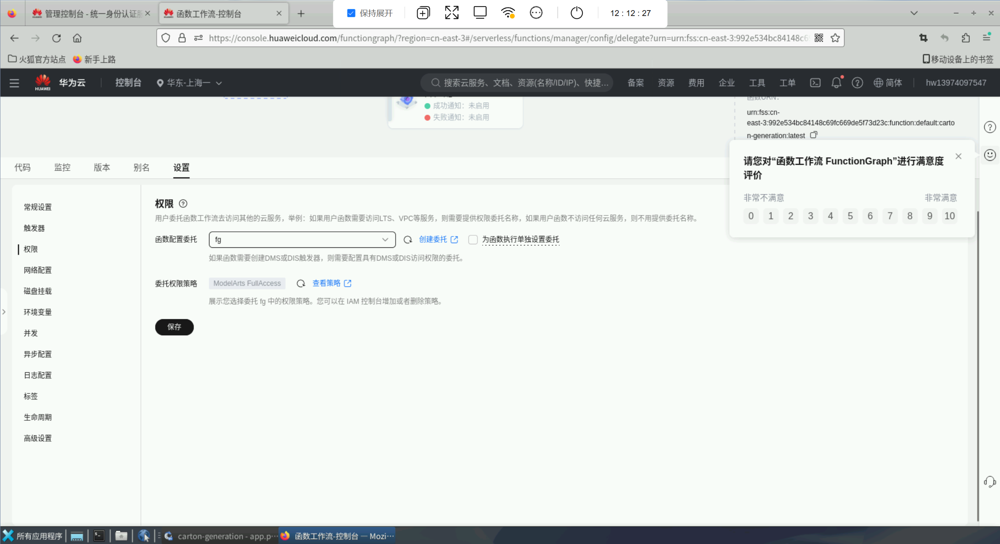 管理控制台 - 统一身份认证服
函数工作流-控制台
保持展开
12 : 12 : 27
https://console.huaweicloud.com/functiongraph/?region=cn-east-3#/serverless/functions/manager/config/delegate?urn=urn:fss:cn-east-3:992e534bc84148c6
火狐官方站点
新手上路
移动设备上的书签
HUAWEI
华为云
控制台
华东-上海一
搜索云服务、文档、资源(名称/ID/IP)、快捷...
备案
资源
费用
企业
工具
工单
简体
hw13974097547
成功通知：未启用
失败通知：未启用
函数URN：
urn:fss:cn-
east-3:992e534bc84148c69fc669de5f73d23c:function:default:carto
n-generation:latest
代码
监控
版本
别名
设置
请您对“函数工作流 FunctionGraph”进行满意度
评价
非常不满意
非常满意
0 1 2 3 4 5 6 7 8 9 10
常规设置
触发器
权限
网络配置
磁盘挂载
环境变量
并发
异步配置
日志配置
标签
生命周期
高级设置
权限
用户委托函数工作流去访问其他的云服务，举例：如果用户函数需要访问LTS、VPC等服务，则需要提供权限委托名称，如果用户函数不访问任何云服务，则不用提供委托名称。
函数配置委托
fg
创建委托
为函数执行单独设置委托
如果函数需要创建DMS或DIS触发器，则需要配置具有DMS或DIS访问权限的委托。
委托权限策略
ModelArts FullAccess
查看策略
展示您选择委托 fg 中的权限策略。您可以在 IAM 控制台增加或者删除策略。
保存
所有应用程序
carton-generation - app.p···
函数工作流-控制台 — Mozi···